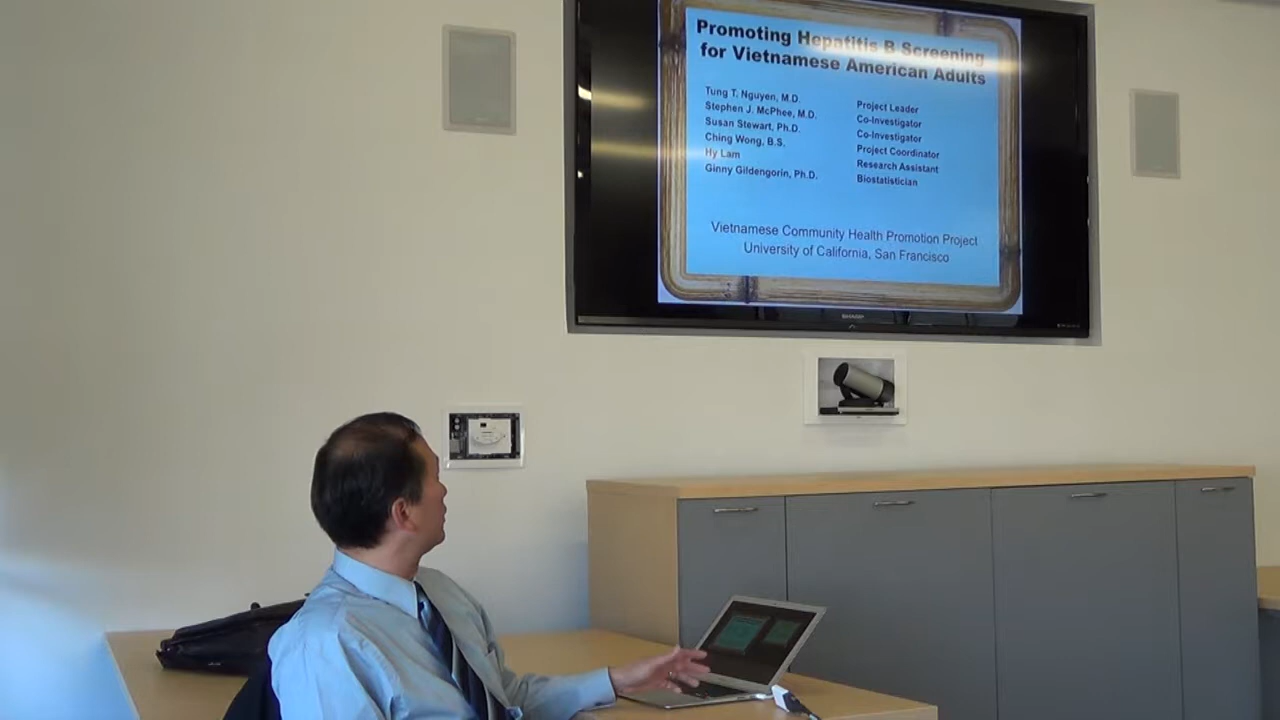 Promoting Hepatitis B Screening
for Vietnamese American Adults
Tung T. Nguyen, M.D. Project Leader
Stephen J. McPhee, M.D. Co-Investigator
Susan Stewart, Ph.D. Co-Investigator
Ching Wong, B.S. Project Coordinator
Hy Lam Research Assistant
Ginny Gildengorin, Ph.D. Biostatistician
Vietnamese Community Health Promotion Project
University of California, San Francisco
SHARP